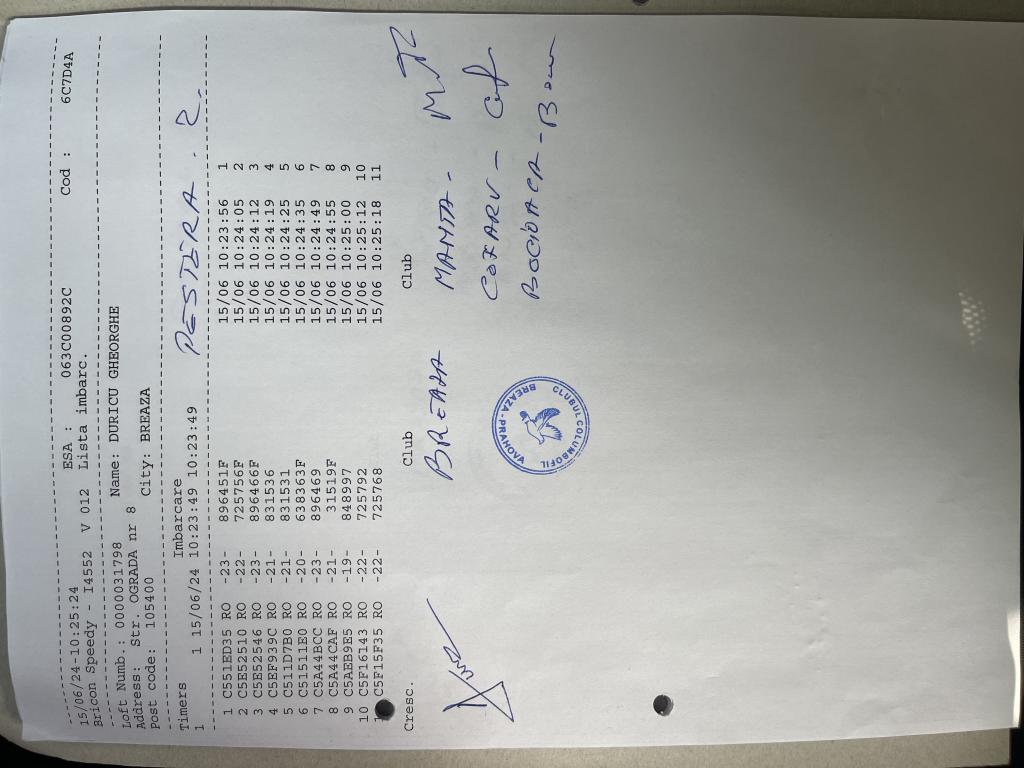 15/06/24-10:25:24 ESA : 063C00892C Cod : 6C7D4A
Bricon Speedy - I4552 V 012 Lista imbarc.
Loft Numb.: 0000031798 Name: DURICU GHEORGHE
Address: Str. OGRADA nr 8
Post code: 105400 City: BREAZA
Timers Imbarcare
1 1 15/06/24 10:23:49 10:23:49 PESTERA. 2.
1 C551ED35 RO -23- 896451F 15/06 10:23:56 1
2 C5E52510 RO -22- 725756F 15/06 10:24:05 2
3 C5E52546 RO -23- 896466F 15/06 10:24:12 3
4 C5EF939C RO -21- 831536 15/06 10:24:19 4
5 C511D7B0 RO -21- 831531 15/06 10:24:25 5
6 C51511E0 RO -20- 638363F 15/06 10:24:35 6
7 C5A44BCC RO -23- 896469 15/06 10:24:49 7
8 C5A44CAF RO -21- 31519F 15/06 10:24:55 8
9 C5AEB9E5 RO -19- 848997 15/06 10:25:00 9
10 C5F16143 RO -22- 725792 15/06 10:25:12 10
1 C5F15F35 RO -22- 725768 15/06 10:25:18 11
Cresc. Club Club
BREAZA MANTA -
COXARU -
CLUBUL COLUMBOFIL
BREAZA-PRAHOVA